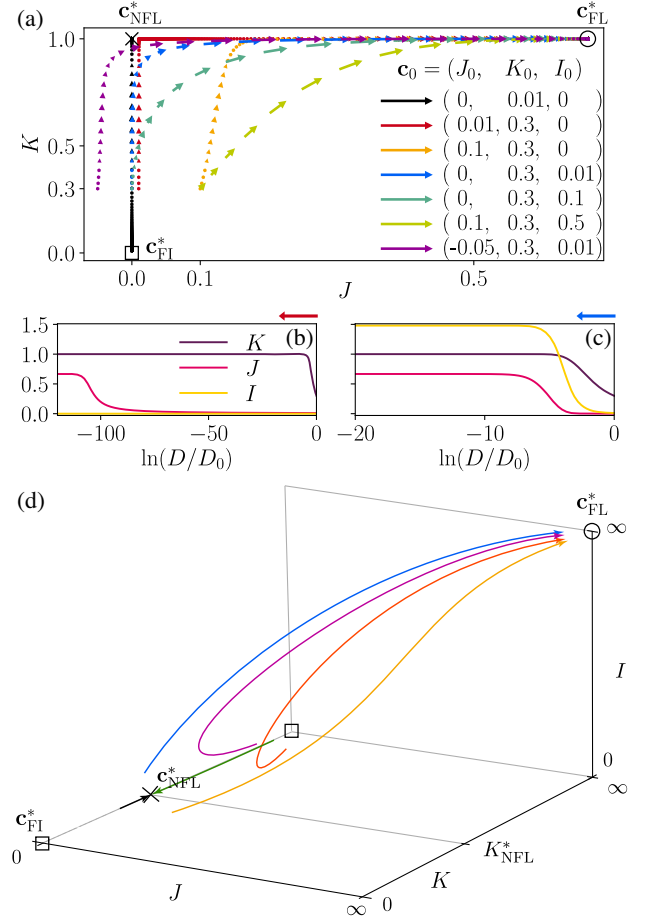 (a)
c*NFL
c*FL
K
1.0
0.5
0.3
0.0
c*FI
c₀ = (J₀, K₀, I₀)
( 0, 0.01, 0 )
( 0.01, 0.3, 0 )
( 0.1, 0.3, 0 )
( 0, 0.3, 0.01)
( 0, 0.3, 0.1 )
( 0.1, 0.3, 0.5 )
(-0.05, 0.3, 0.01)
0.0 0.1 0.5
J
(b)
1.5
1.0
0.5
0.0
K
J
I
−100 −50 0
ln(D/D₀)
(c)
−20 −10 0
ln(D/D₀)
(d)
c*FL
∞
I
0
∞
c*NFL
c*FI
0
K*NFL
J
K
∞ 0